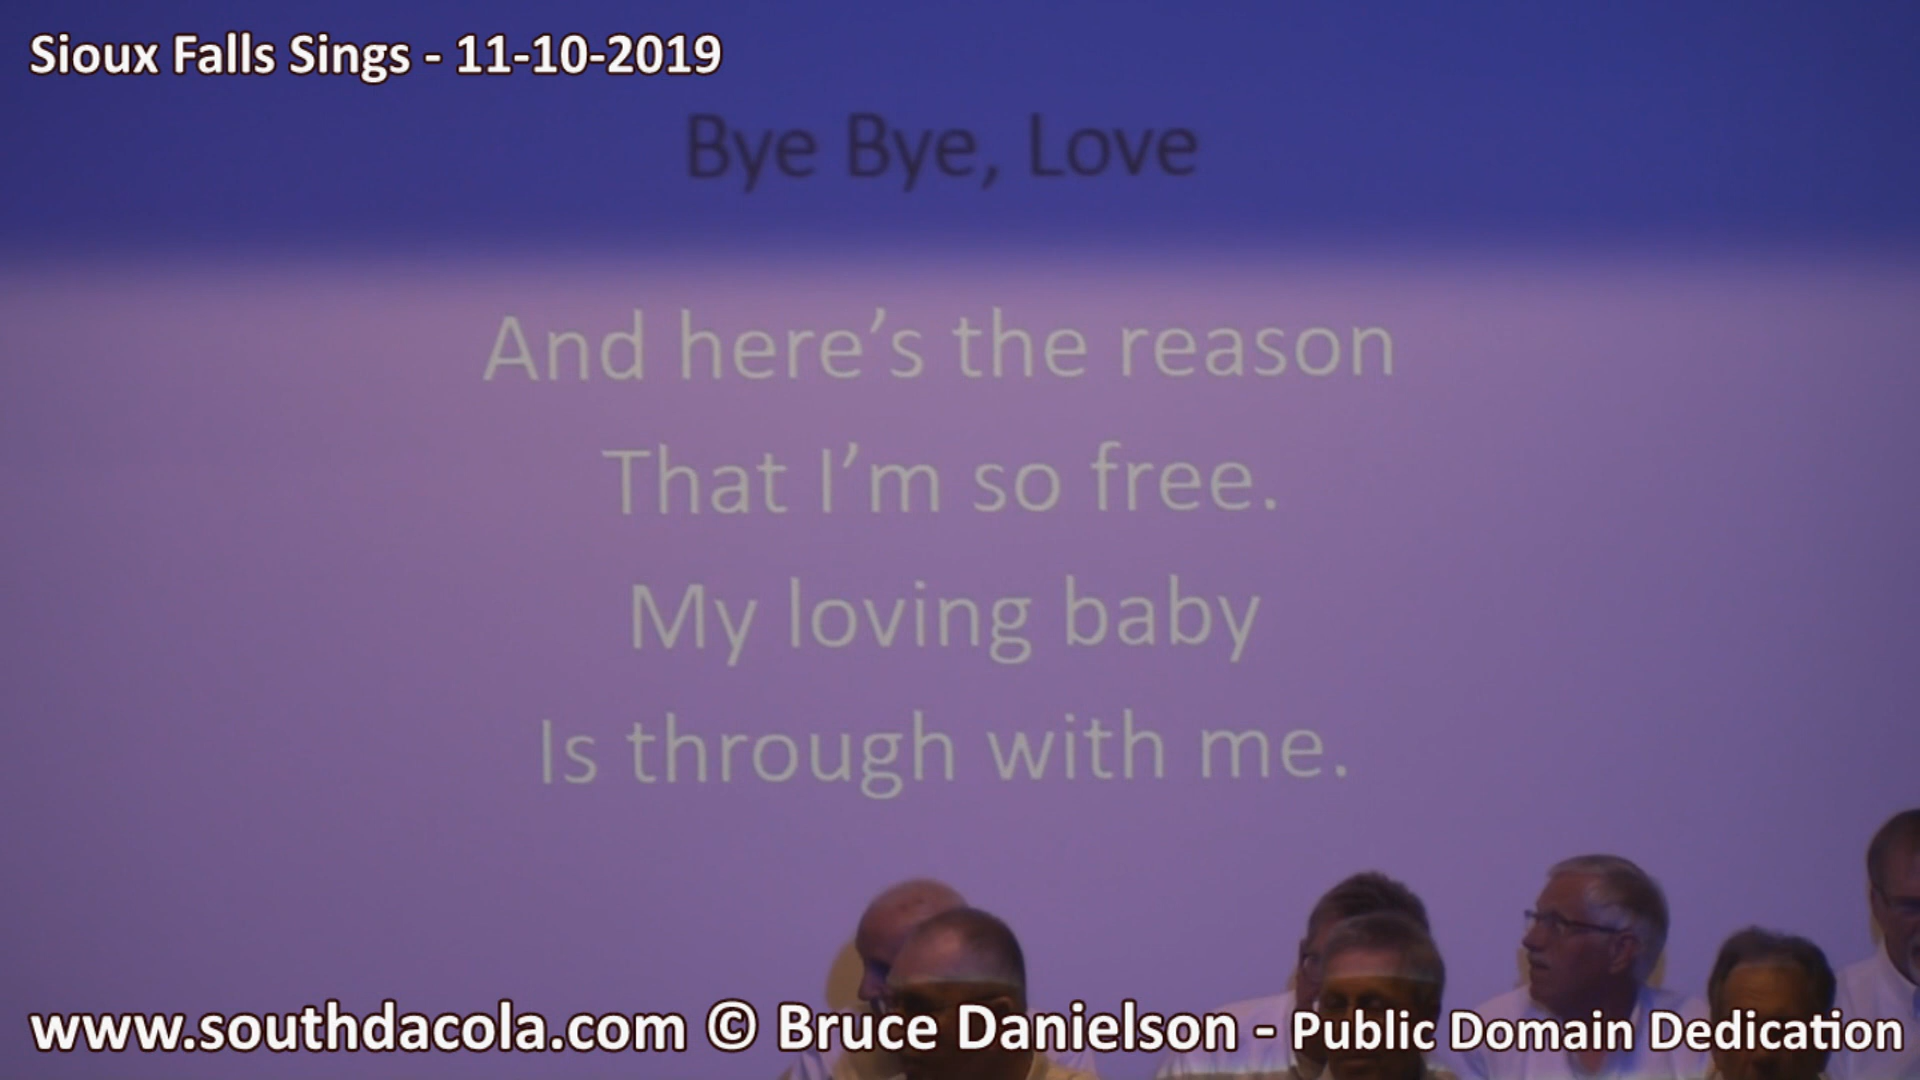 Sioux Falls Sings - 11-10-2019
Bye Bye, Love
And here's the reason
That I'm so free.
My loving baby
Is through with me.
www.southdacola.com © Bruce Danielson - Public Domain Dedication